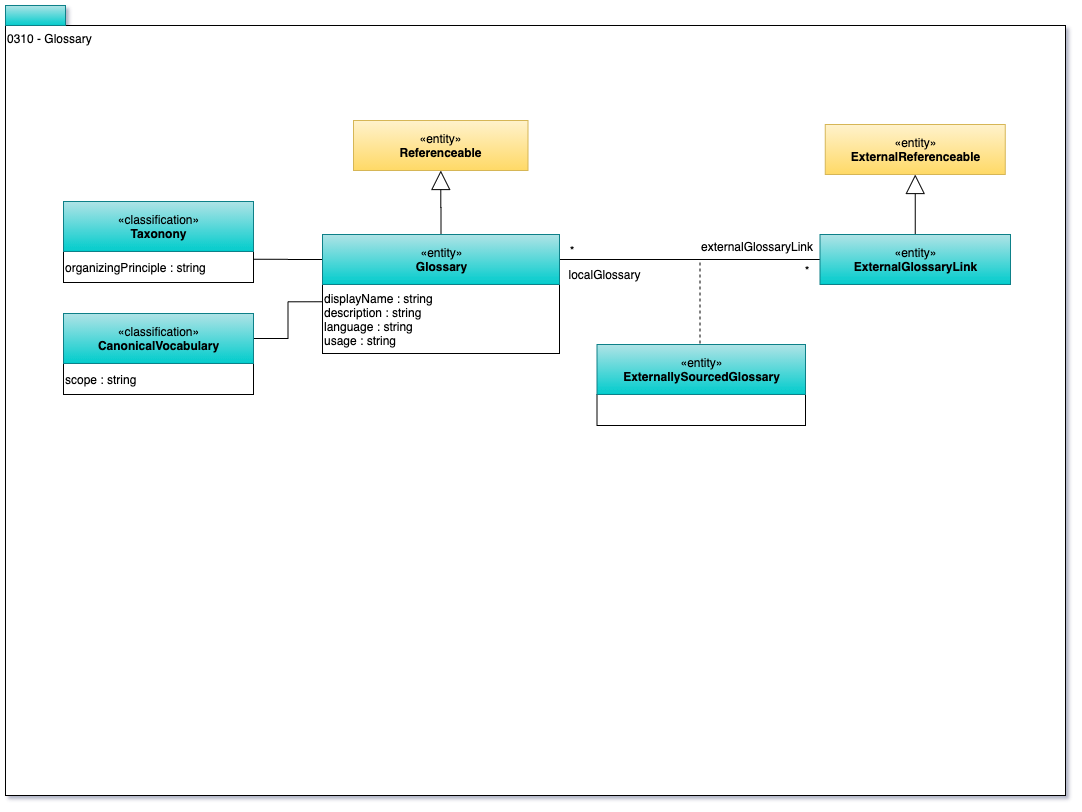 0310 - Glossary
«entity»
Referenceable
«entity»
ExternalReferenceable
«classification»
Taxonony
organizingPrinciple : string
«entity»
Glossary
displayName : string
description : string
language : string
usage : string
*
localGlossary
externalGlossaryLink
*
«entity»
ExternalGlossaryLink
«classification»
CanonicalVocabulary
scope : string
«entity»
ExternallySourcedGlossary